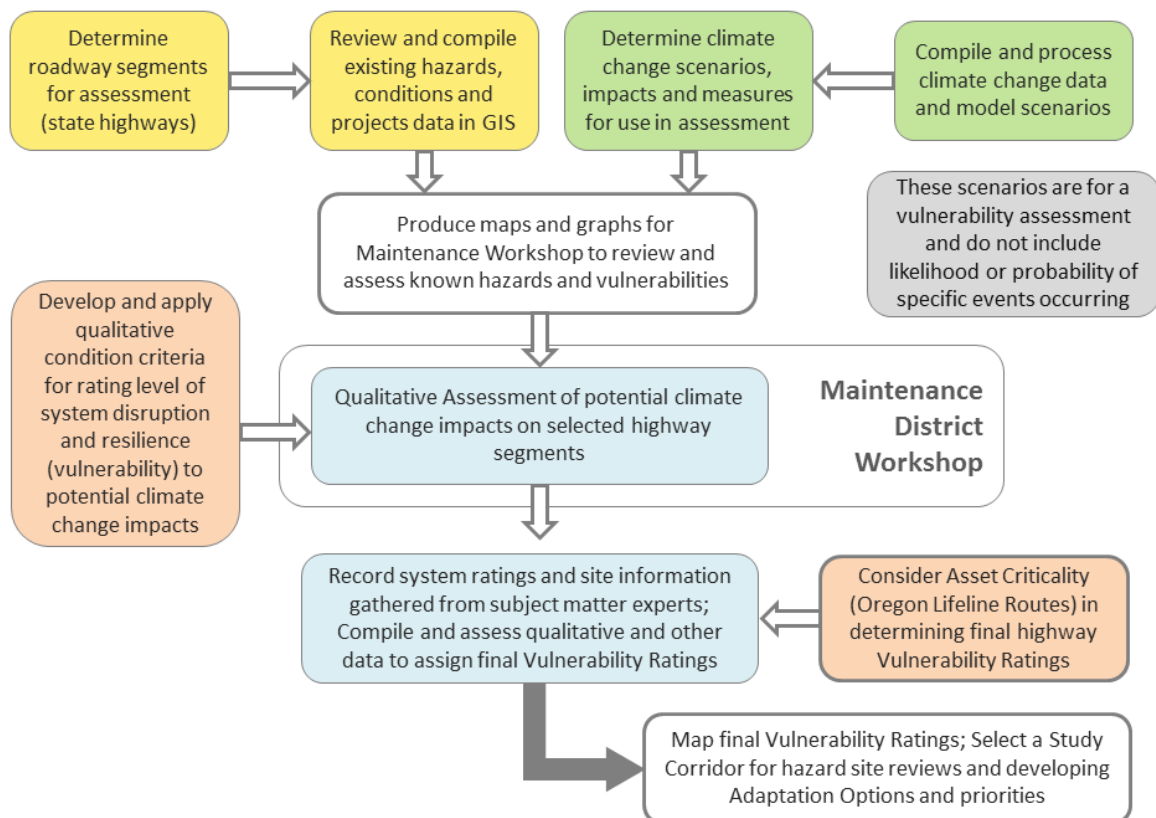 Determine
roadway segments
for assessment
(state highways)
Review and compile
existing hazards,
conditions and
projects data in GIS
Determine climate
change scenarios,
impacts and measures
for use in assessment
Compile and process
climate change data
and model scenarios
These scenarios are for a
vulnerability assessment
and do not include
likelihood or probability of
specific events occurring
Produce maps and graphs for
Maintenance Workshop to review and
assess known hazards and vulnerabilities
Develop and apply
qualitative
condition criteria
for rating level of
system disruption
and resilience
(vulnerability) to
potential climate
change impacts
Qualitative Assessment of potential climate
change impacts on selected highway
segments
Maintenance
District
Workshop
Record system ratings and site information
gathered from subject matter experts;
Compile and assess qualitative and other
data to assign final Vulnerability Ratings
Consider Asset Criticality
(Oregon Lifeline Routes) in
determining final highway
Vulnerability Ratings
Map final Vulnerability Ratings; Select a Study
Corridor for hazard site reviews and developing
Adaptation Options and priorities